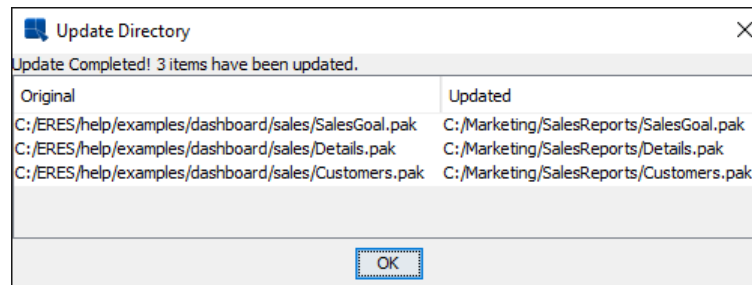 Update Directory
Update Completed! 3 items have been updated.
Original Updated
C:/ERES/help/examples/dashboard/sales/SalesGoal.pak C:/Marketing/SalesReports/SalesGoal.pak
C:/ERES/help/examples/dashboard/sales/Details.pak C:/Marketing/SalesReports/Details.pak
C:/ERES/help/examples/dashboard/sales/Customers.pak C:/Marketing/SalesReports/Customers.pak
OK